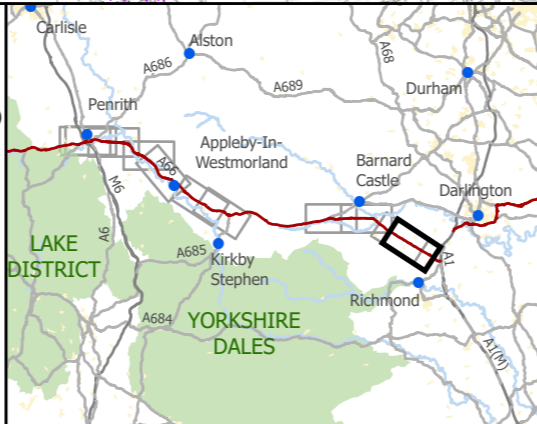 Carlisle
Alston
A68
A686
A689
Durham
Penrith
Appleby-In-
Westmorland
Barnard
Castle
A66
Darlington
M6
A6
LAKE
DISTRICT
A685
Kirkby
Stephen
A1
Richmond
A684
YORKSHIRE
DALES
A1(M)